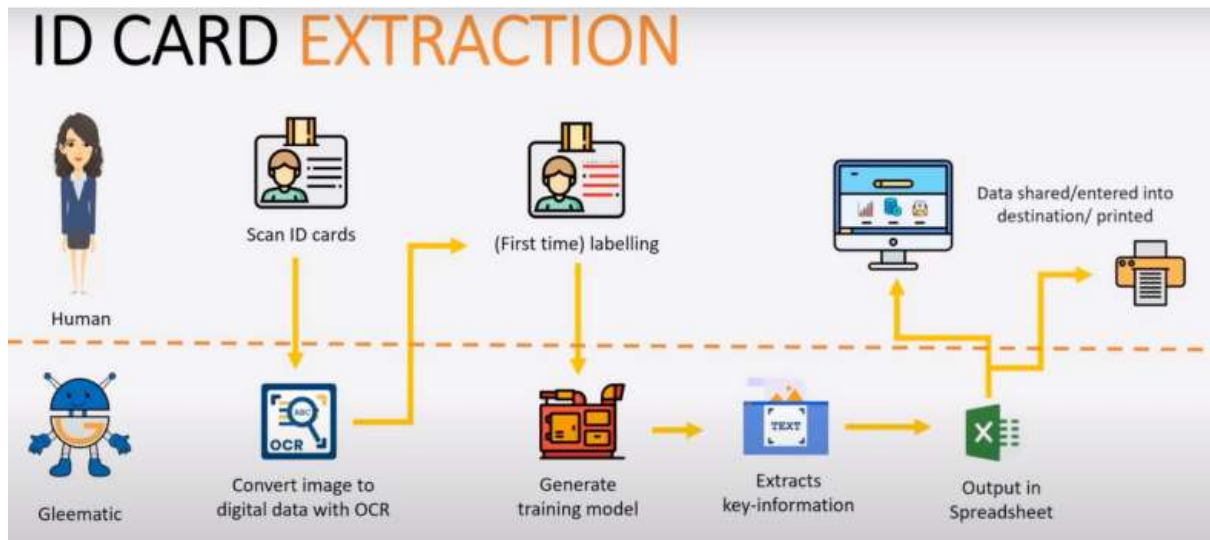 ID CARD EXTRACTION
Scan ID cards
(First time) labelling
Data shared/entered into
destination/ printed
Human
ABC
OCR
TEXT
X
Gleematic
Convert image to
digital data with OCR
Generate
training model
Extracts
key-information
Output in
Spreadsheet